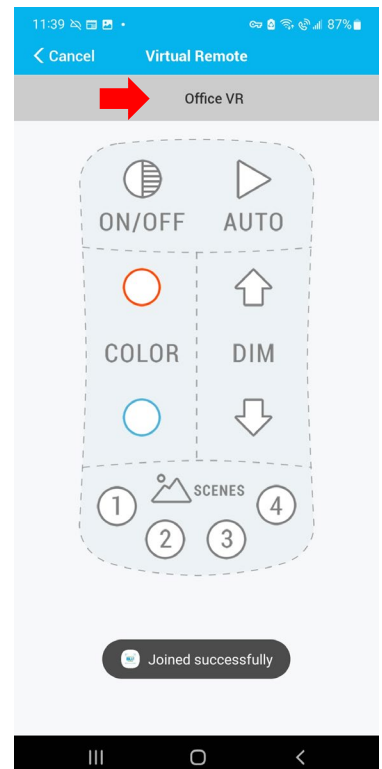 11:39 87%
Cancel Virtual Remote
Office VR
ON/OFF AUTO
COLOR DIM
SCENES
1 2 3 4
Joined successfully